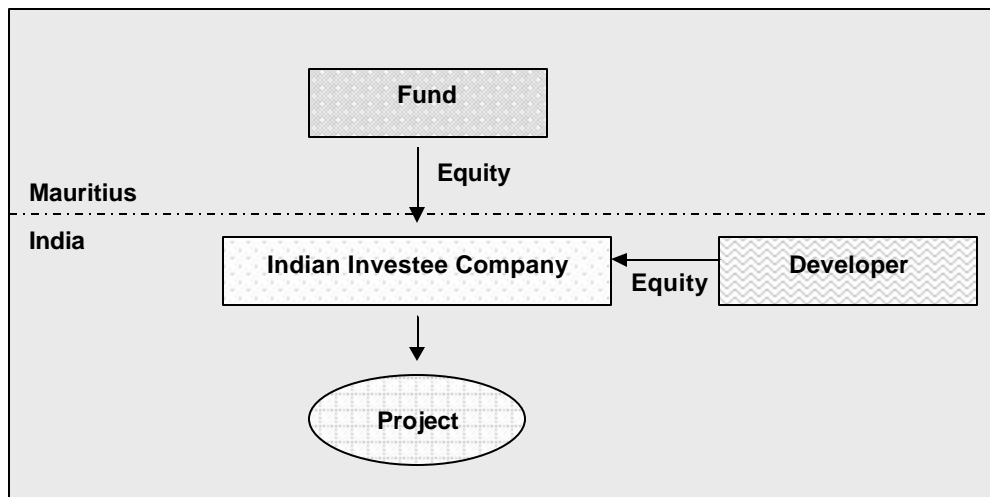 Fund
Equity
Mauritius
India
Indian Investee Company
Developer
Equity
Project